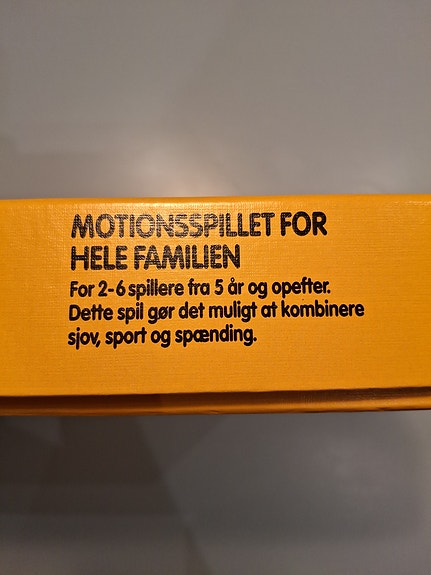 MOTIONSSPILLET FOR
HELE FAMILIEN
For 2-6 spillere fra 5 år og opefter.
Dette spil gør det muligt at kombinere
sjov, sport og spænding.